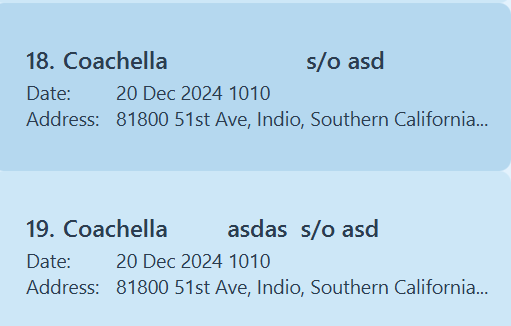 18. Coachella                    s/o asd
Date: 20 Dec 2024 1010
Address: 81800 51st Ave, Indio, Southern California...
19. Coachella        asdas  s/o asd
Date: 20 Dec 2024 1010
Address: 81800 51st Ave, Indio, Southern California...